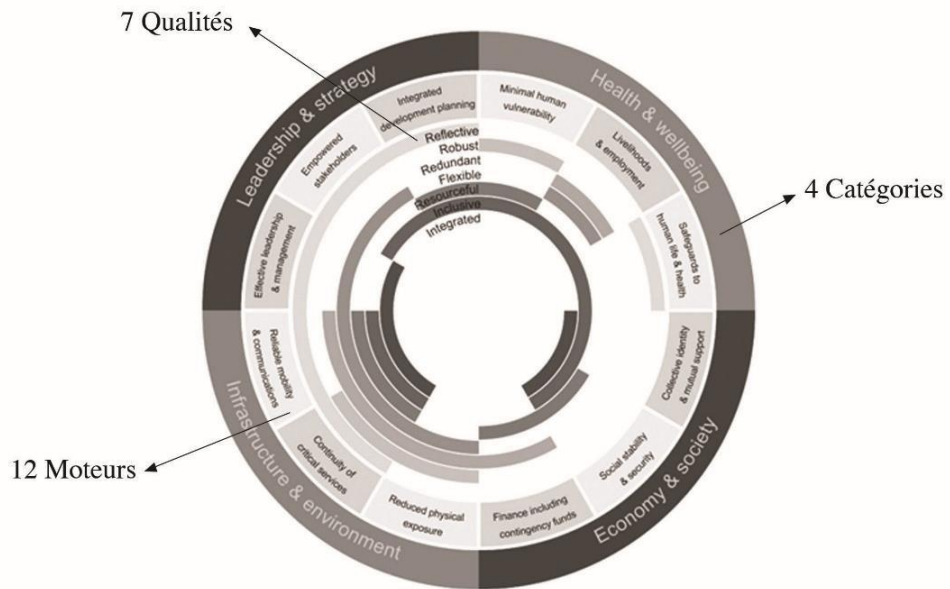 7 Qualités
Leadership & strategy
Health & wellbeing
Integrated
development planning
Minimal human
vulnerability
Empowered
stakeholders
Livelihoods
& employment
Reflective
Robust
Redundant
Flexible
Resourceful
Inclusive
Integrated
4 Catégories
Effective leadership
& management
Safeguards to
human life & health
Reliable mobility
& communications
Collective identity
& mutual support
12 Moteurs
Continuity of
critical services
Social stability
& security
Reduced physical
exposure
Finance including
contingency funds
Infrastructure & environment
Economy & society